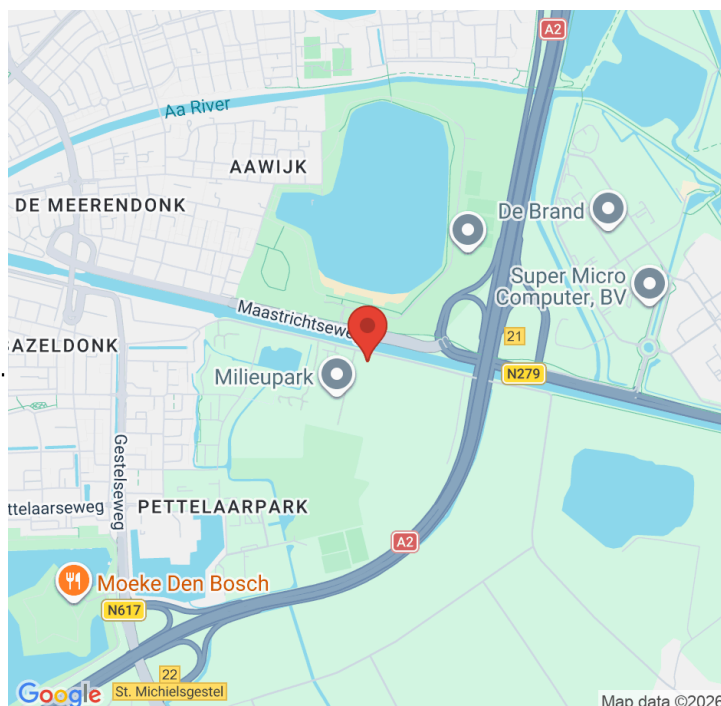 A2
Aa River
AAWIJK
DE MEERENDONK
De Brand
Super Micro
Computer, BV
Maastrichtsewe
21
AZELDONK
N279
Milieupark
Gestelseweg
PETTELAARPARK
ttelaarseweg
A2
Moeke Den Bosch
N617
22
St. Michielsgestel
Google
Map data ©2026